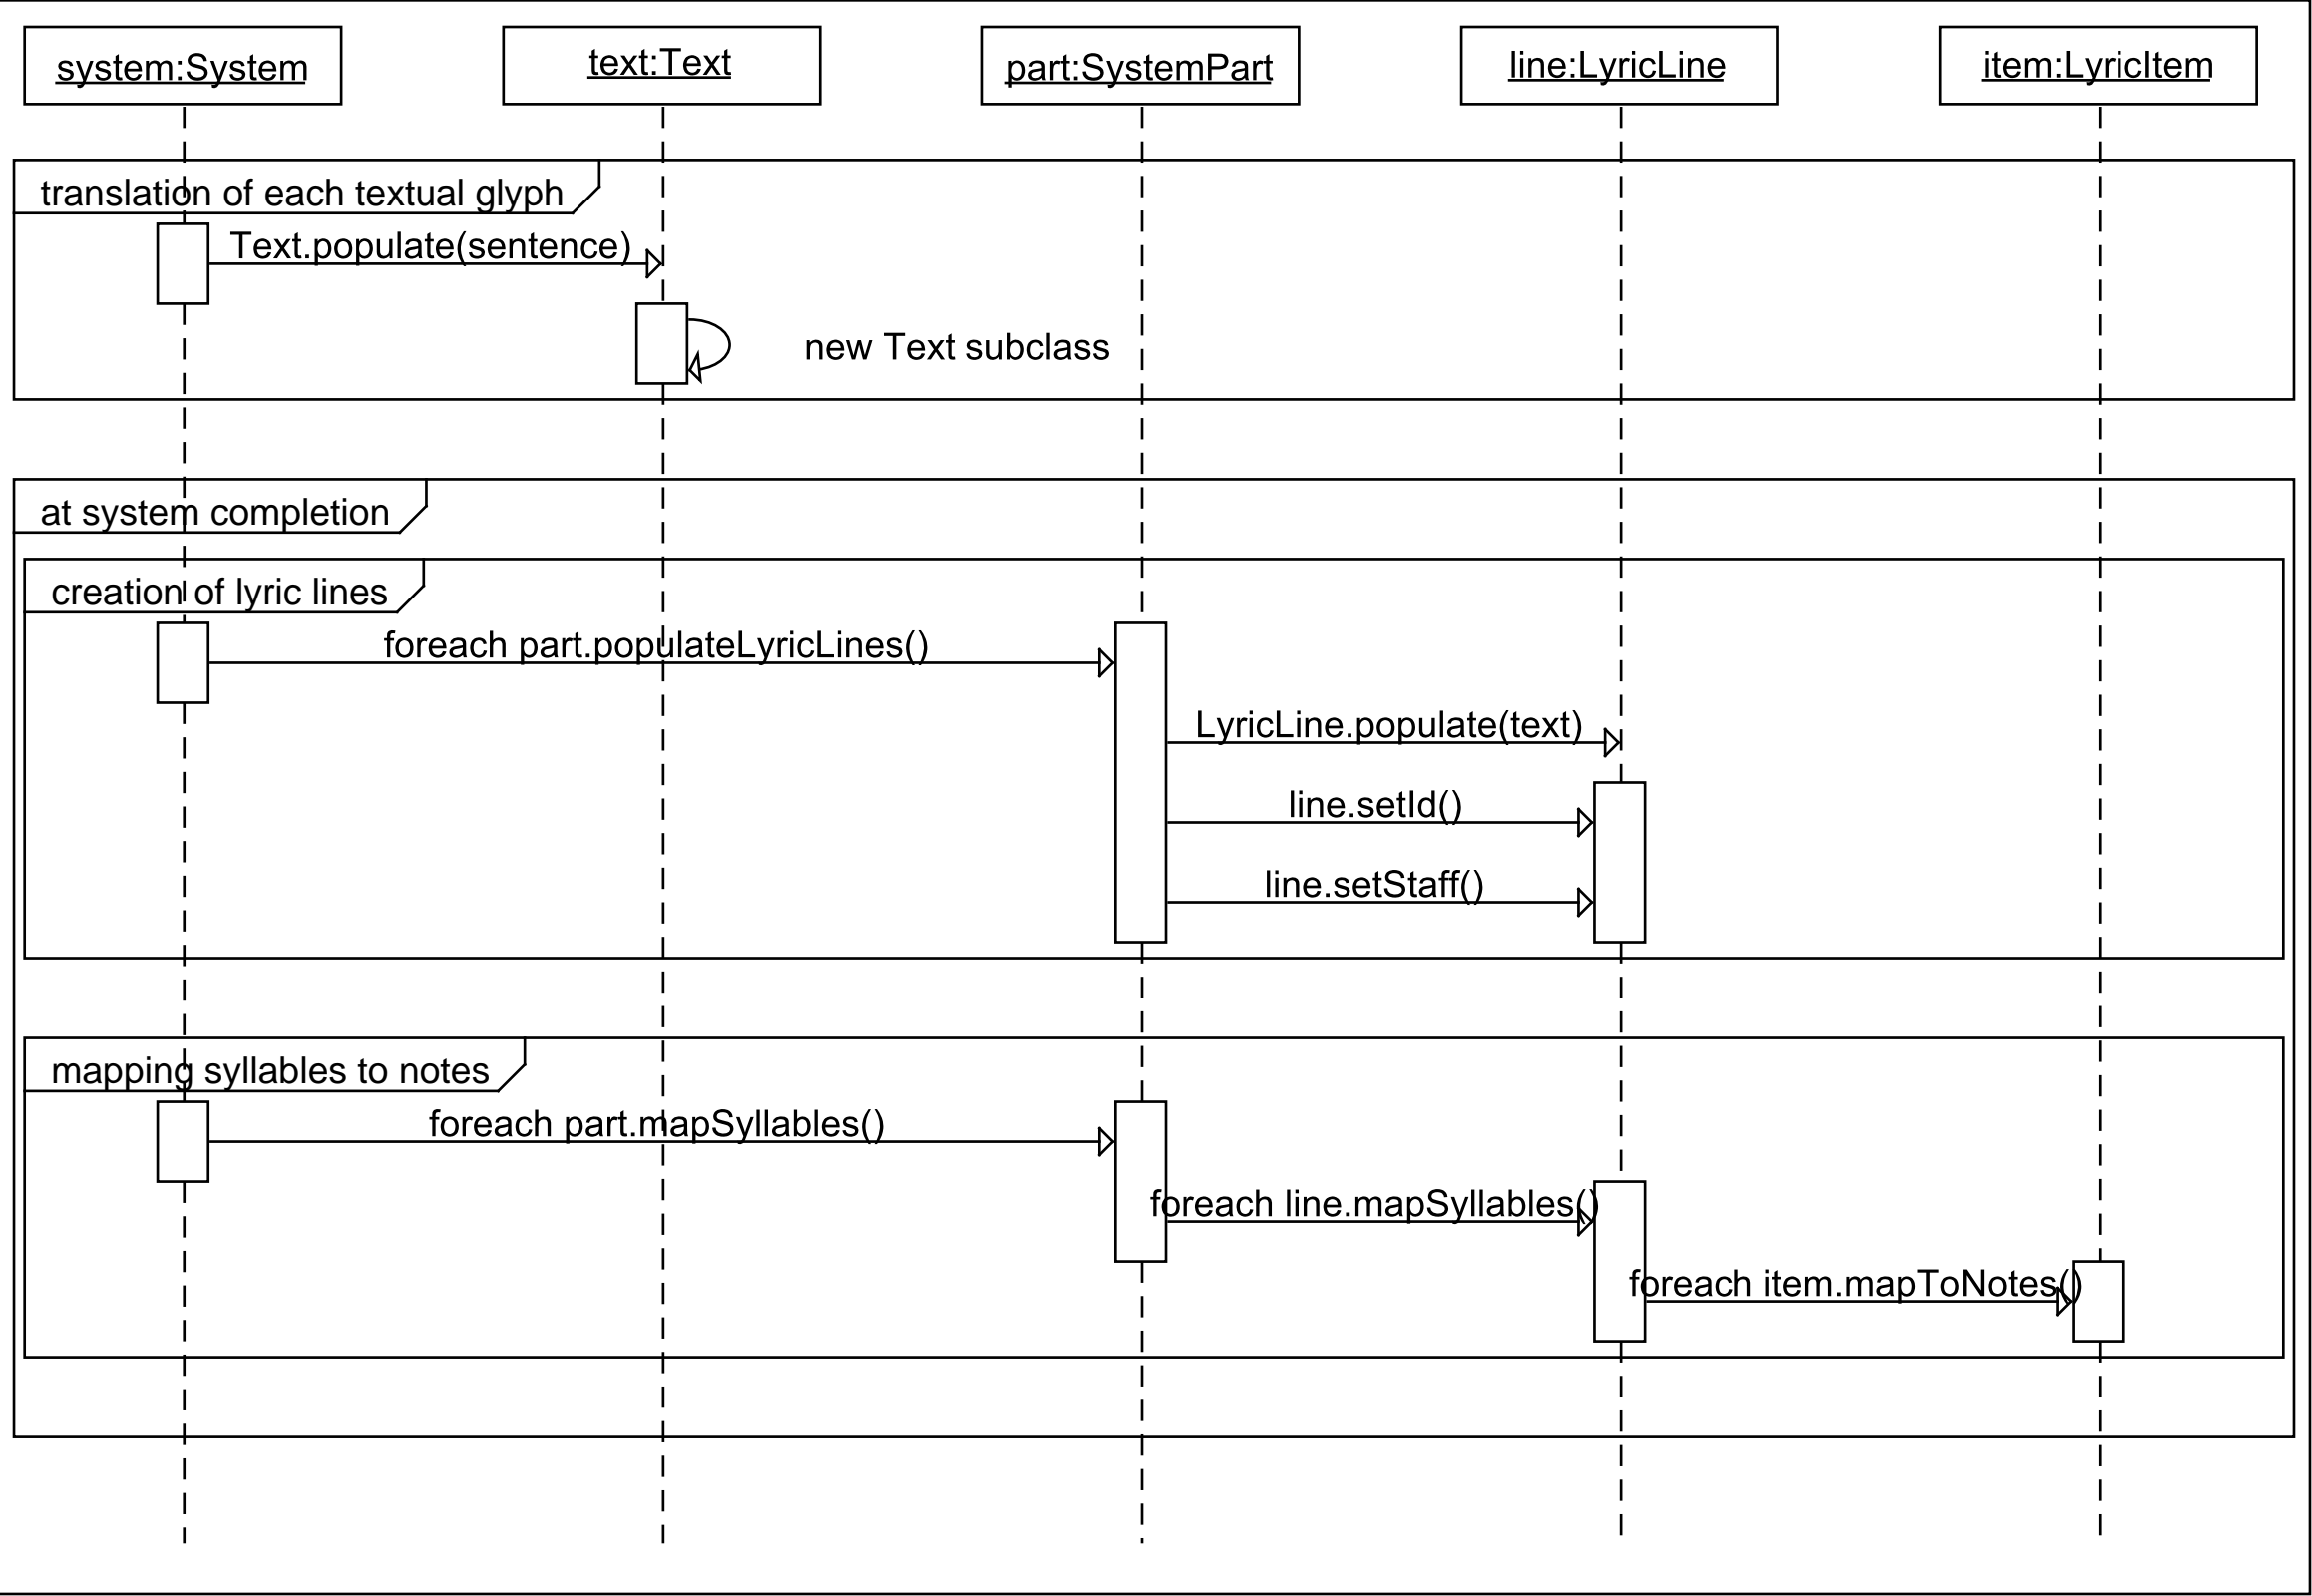 system:System
text:Text
part:SystemPart
line:LyricLine
item:LyricItem
translation of each textual glyph
Text.populate(sentence)
new Text subclass
at system completion
creation of lyric lines
foreach part.populateLyricLines()
LyricLine.populate(text)
line.setId()
line.setStaff()
mapping syllables to notes
foreach part.mapSyllables()
foreach line.mapSyllables()
foreach item.mapToNotes()